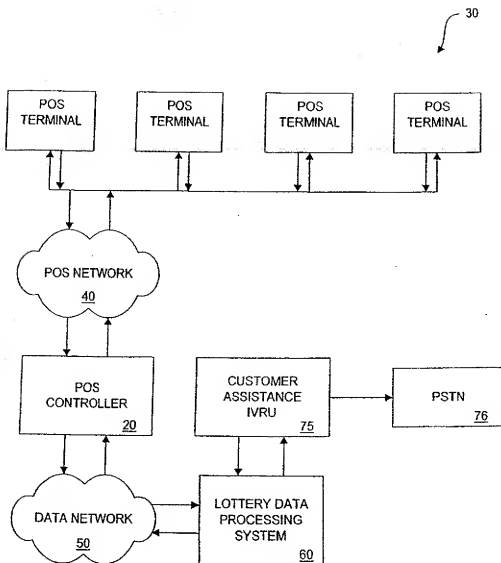 30
POS
TERMINAL
POS
TERMINAL
POS
TERMINAL
POS
TERMINAL
POS NETWORK
40
POS
CONTROLLER
20
CUSTOMER
ASSISTANCE
IVRU
75
PSTN
76
DATA NETWORK
50
LOTTERY DATA
PROCESSING
SYSTEM
60